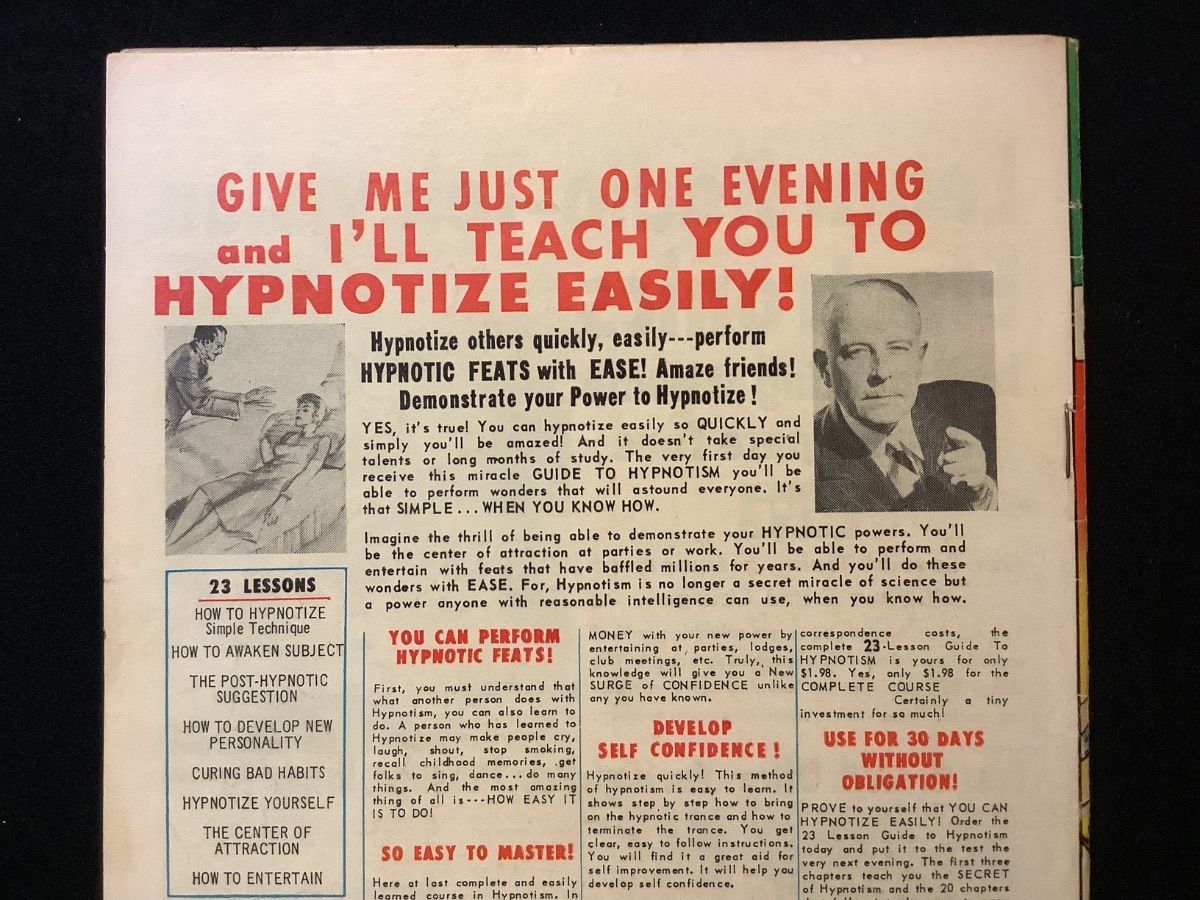 GIVE ME JUST ONE EVENING
and I'LL TEACH YOU TO
HYPNOTIZE EASILY!
Hypnotize others quickly, easily---perform
HYPNOTIC FEATS with EASE! Amaze friends!
Demonstrate your Power to Hypnotize!
YES, it's true! You can hypnotize easily so QUICKLY and
simply you'll be amazed! And it doesn't take special
talents or long months of study. The very first day you
receive this miracle GUIDE TO HYPNOTISM you'll be
able to perform wonders that will astound everyone. It's
that SIMPLE...WHEN YOU KNOW HOW.
Imagine the thrill of being able to demonstrate your HYPNOTIC powers. You'll
be the center of attraction at parties or work. You'll be able to perform and
entertain with feats that have baffled millions for years. And you'll do these
wonders with EASE. For, Hypnotism is no longer a secret miracle of science but
a power anyone with reasonable intelligence can use, when you know how.
23 LESSONS
HOW TO HYPNOTIZE
Simple Technique
HOW TO AWAKEN SUBJECT
THE POST-HYPNOTIC
SUGGESTION
HOW TO DEVELOP NEW
PERSONALITY
CURING BAD HABITS
HYPNOTIZE YOURSELF
THE CENTER OF
ATTRACTION
HOW TO ENTERTAIN
YOU CAN PERFORM
HYPNOTIC FEATS!
First, you must understand that
what another person does with
Hypnotism, you can also learn to
do. A person who has learned to
Hypnotize may make people cry,
laugh, shout, stop smoking,
recall childhood memories, .get
folks to sing, dance...do many
things. And the most amazing
thing of all is---HOW EASY IT
IS TO DO!
SO EASY TO MASTER!
Here at last complete and easily
learned course in Hypnotism. In
MONEY with your new power by
entertaining at parties, lodges,
club meetings, etc. Truly, this
knowledge will give you a New
SURGE of CONFIDENCE unlike
any you have known.
DEVELOP
SELF CONFIDENCE!
Hypnotize quickly! This method
of hypnotism is easy to learn. It
shows step by step how to bring
on the hypnotic trance and how to
terminate the trance. You get
clear, easy to follow instructions.
You will find it a great aid for
self improvement. It will help you
develop self confidence.
correspondence costs, the
complete 23-Lesson Guide To
HYPNOTISM is yours for only
$1.98. Yes, only $1.98 for the
COMPLETE COURSE
Certainly a tiny
investment for so much!
USE FOR 30 DAYS
WITHOUT
OBLIGATION!
PROVE to yourself that YOU CAN
HYPNOTIZE EASILY! Order the
23 Lesson Guide to Hypnotism
today and put it to the test the
very next evening. The first three
chapters teach you the SECRET
of Hypnotism and the 20 chapters